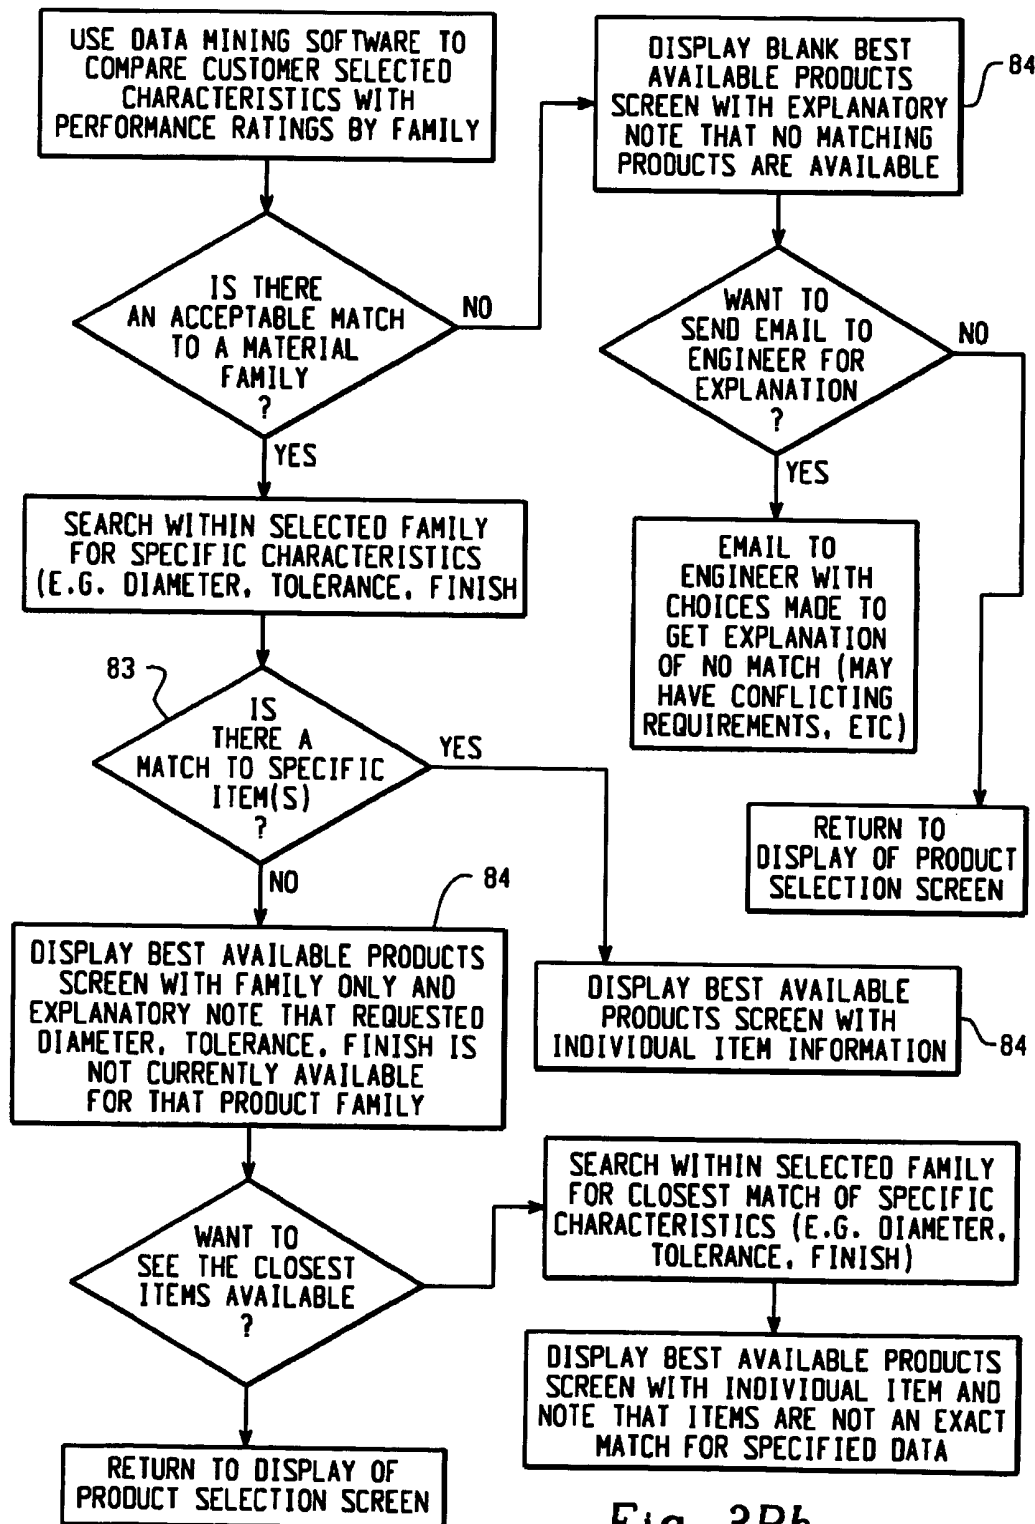 USE DATA MINING SOFTWARE TO
COMPARE CUSTOMER SELECTED
CHARACTERISTICS WITH
PERFORMANCE RATINGS BY FAMILY
DISPLAY BLANK BEST
AVAILABLE PRODUCTS
SCREEN WITH EXPLANATORY
NOTE THAT NO MATCHING
PRODUCTS ARE AVAILABLE
84
IS THERE
AN ACCEPTABLE MATCH
TO A MATERIAL
FAMILY
?
NO
YES
WANT TO
SEND EMAIL TO
ENGINEER FOR
EXPLANATION
?
NO
YES
SEARCH WITHIN SELECTED FAMILY
FOR SPECIFIC CHARACTERISTICS
(E.G. DIAMETER, TOLERANCE, FINISH
EMAIL TO
ENGINEER WITH
CHOICES MADE TO
GET EXPLANATION
OF NO MATCH (MAY
HAVE CONFLICTING
REQUIREMENTS, ETC)
83
IS
THERE A
MATCH TO SPECIFIC
ITEM(S)
?
YES
NO
RETURN TO
DISPLAY OF PRODUCT
SELECTION SCREEN
84
DISPLAY BEST AVAILABLE PRODUCTS
SCREEN WITH FAMILY ONLY AND
EXPLANATORY NOTE THAT REQUESTED
DIAMETER, TOLERANCE, FINISH IS
NOT CURRENTLY AVAILABLE
FOR THAT PRODUCT FAMILY
DISPLAY BEST AVAILABLE
PRODUCTS SCREEN WITH
INDIVIDUAL ITEM INFORMATION
84
WANT TO
SEE THE CLOSEST
ITEMS AVAILABLE
?
SEARCH WITHIN SELECTED FAMILY
FOR CLOSEST MATCH OF SPECIFIC
CHARACTERISTICS (E.G. DIAMETER,
TOLERANCE, FINISH)
DISPLAY BEST AVAILABLE PRODUCTS
SCREEN WITH INDIVIDUAL ITEM AND
NOTE THAT ITEMS ARE NOT AN EXACT
MATCH FOR SPECIFIED DATA
RETURN TO DISPLAY OF
PRODUCT SELECTION SCREEN